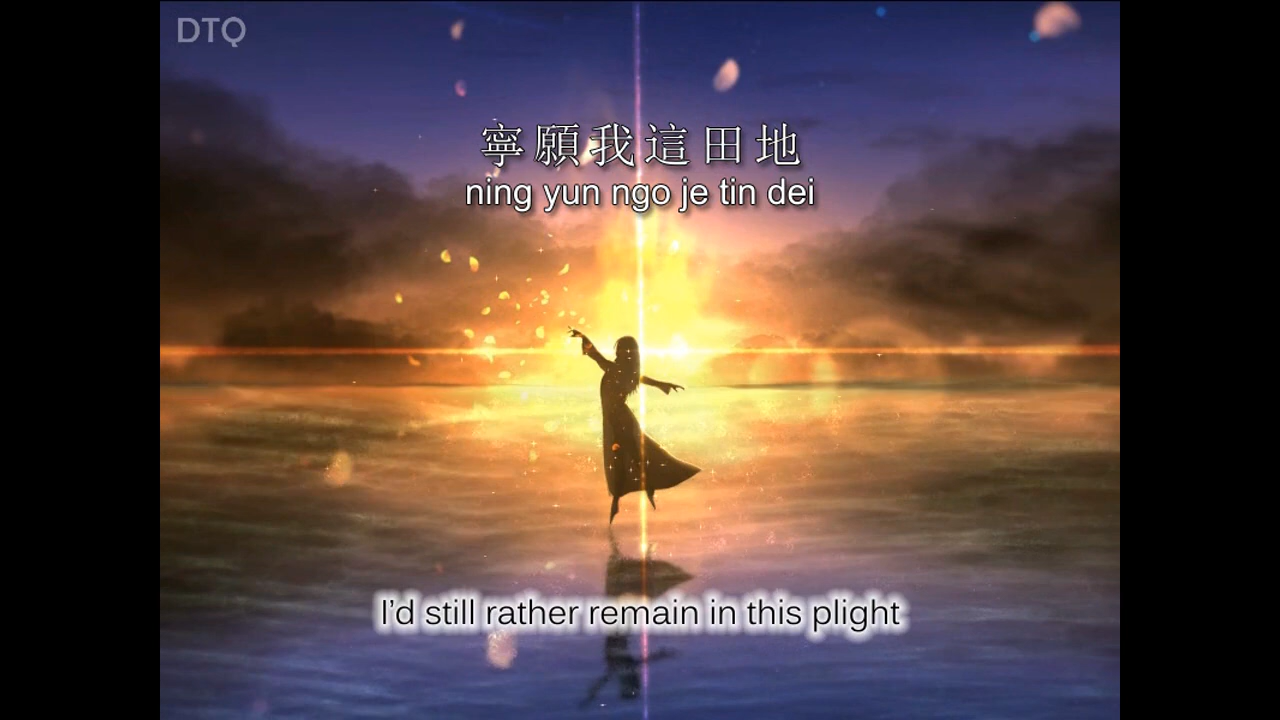 DTQ
寧願我這田地
ning yun ngo je tin dei
I'd still rather remain in this plight